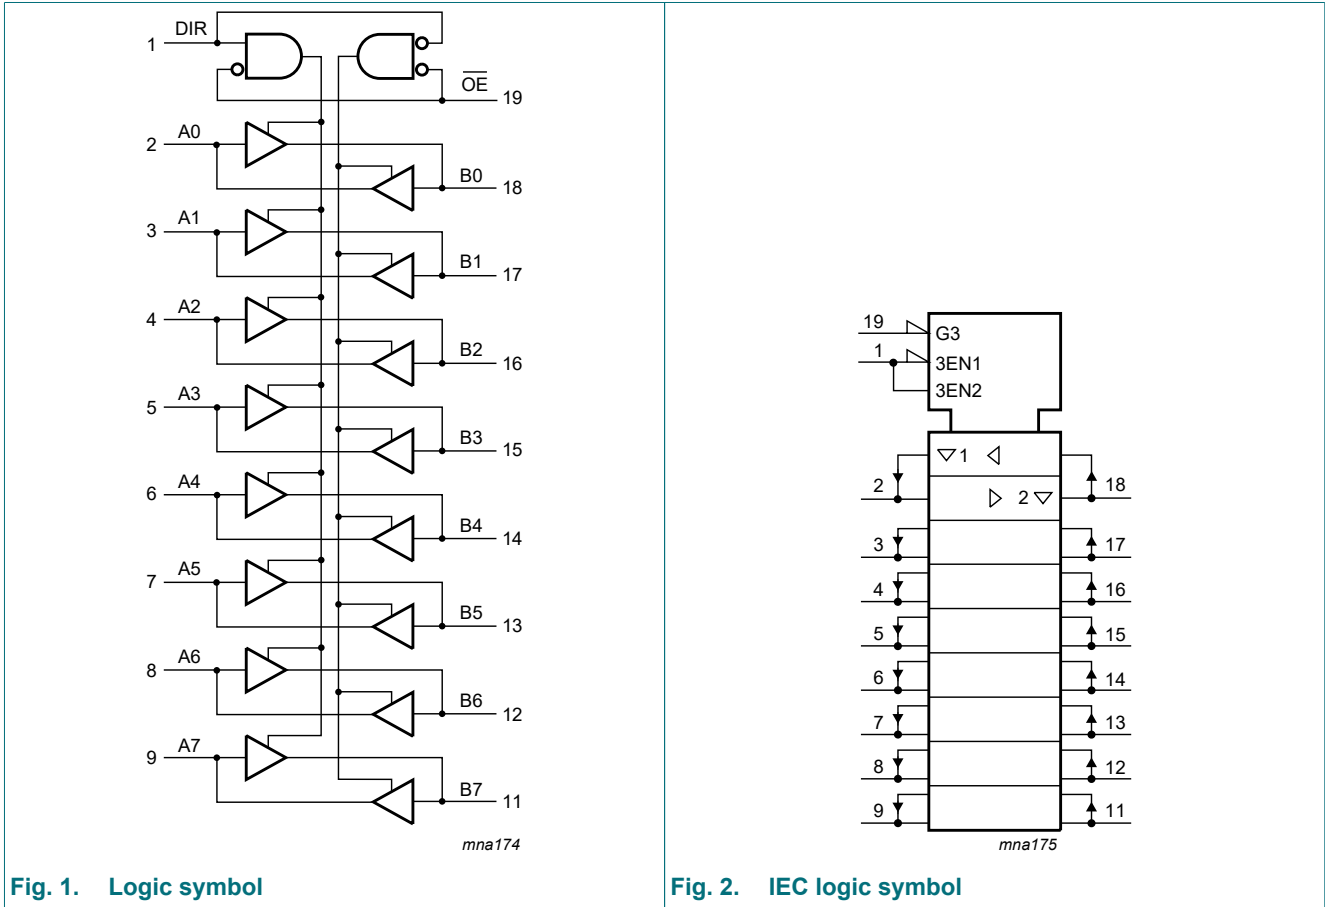 DIR
1
OE
19
A0
2
B0
18
A1
3
B1
17
A2
4
B2
16
A3
5
B3
15
A4
6
B4
14
A5
7
B5
13
A6
8
B6
12
A7
9
B7
11
mna174
Fig. 1. Logic symbol
19
G3
1
3EN1
3EN2
1
2
18
2
3
17
4
16
5
15
6
14
7
13
8
12
9
11
mna175
Fig. 2. IEC logic symbol